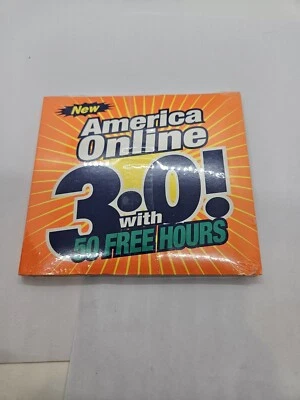 New
America
Online
3.0!
with
50 FREE HOURS